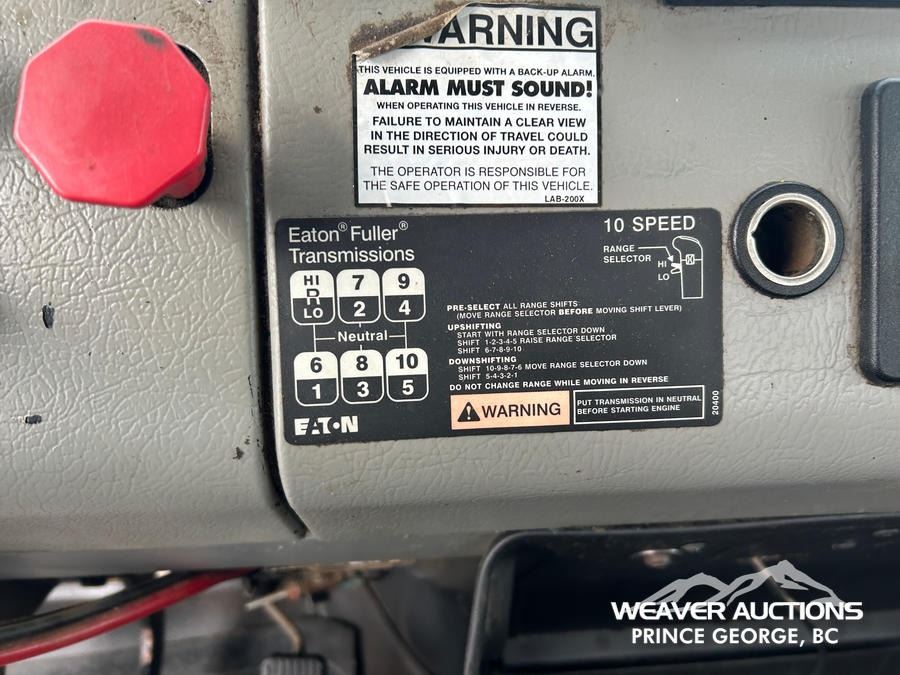 WARNING
THIS VEHICLE IS EQUIPPED WITH A BACK-UP ALARM.
ALARM MUST SOUND!
WHEN OPERATING THIS VEHICLE IN REVERSE.
FAILURE TO MAINTAIN A CLEAR VIEW
IN THE DIRECTION OF TRAVEL COULD
RESULT IN SERIOUS INJURY OR DEATH.
THE OPERATOR IS RESPONSIBLE FOR
THE SAFE OPERATION OF THIS VEHICLE.
LAB-200X
Eaton® Fuller®
Transmissions
10 SPEED
RANGE
SELECTOR
HI
LO
HI 7 9
R
LO 2 4
Neutral
6 8 10
1 3 5
PRE-SELECT ALL RANGE SHIFTS
(MOVE RANGE SELECTOR BEFORE MOVING SHIFT LEVER)
UPSHIFTING
START WITH RANGE SELECTOR DOWN
SHIFT 1-2-3-4-5 RAISE RANGE SELECTOR
SHIFT 6-7-8-9-10
DOWNSHIFTING
SHIFT 10-9-8-7-6 MOVE RANGE SELECTOR DOWN
SHIFT 5-4-3-2-1
DO NOT CHANGE RANGE WHILE MOVING IN REVERSE
WARNING
PUT TRANSMISSION IN NEUTRAL
BEFORE STARTING ENGINE
20400
EATON
WEAVER AUCTIONS
PRINCE GEORGE, BC